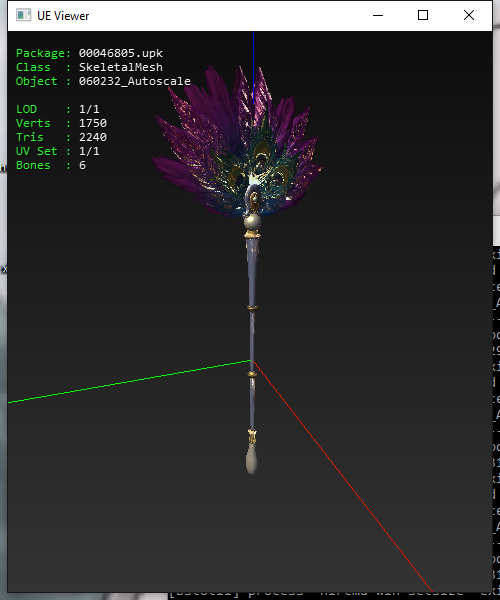 UE Viewer
Package: 00046805.upk
Class : SkeletalMesh
Object : 060232_Autoscale
LOD : 1/1
Verts : 1750
Tris : 2240
UV Set : 1/1
Bones : 6